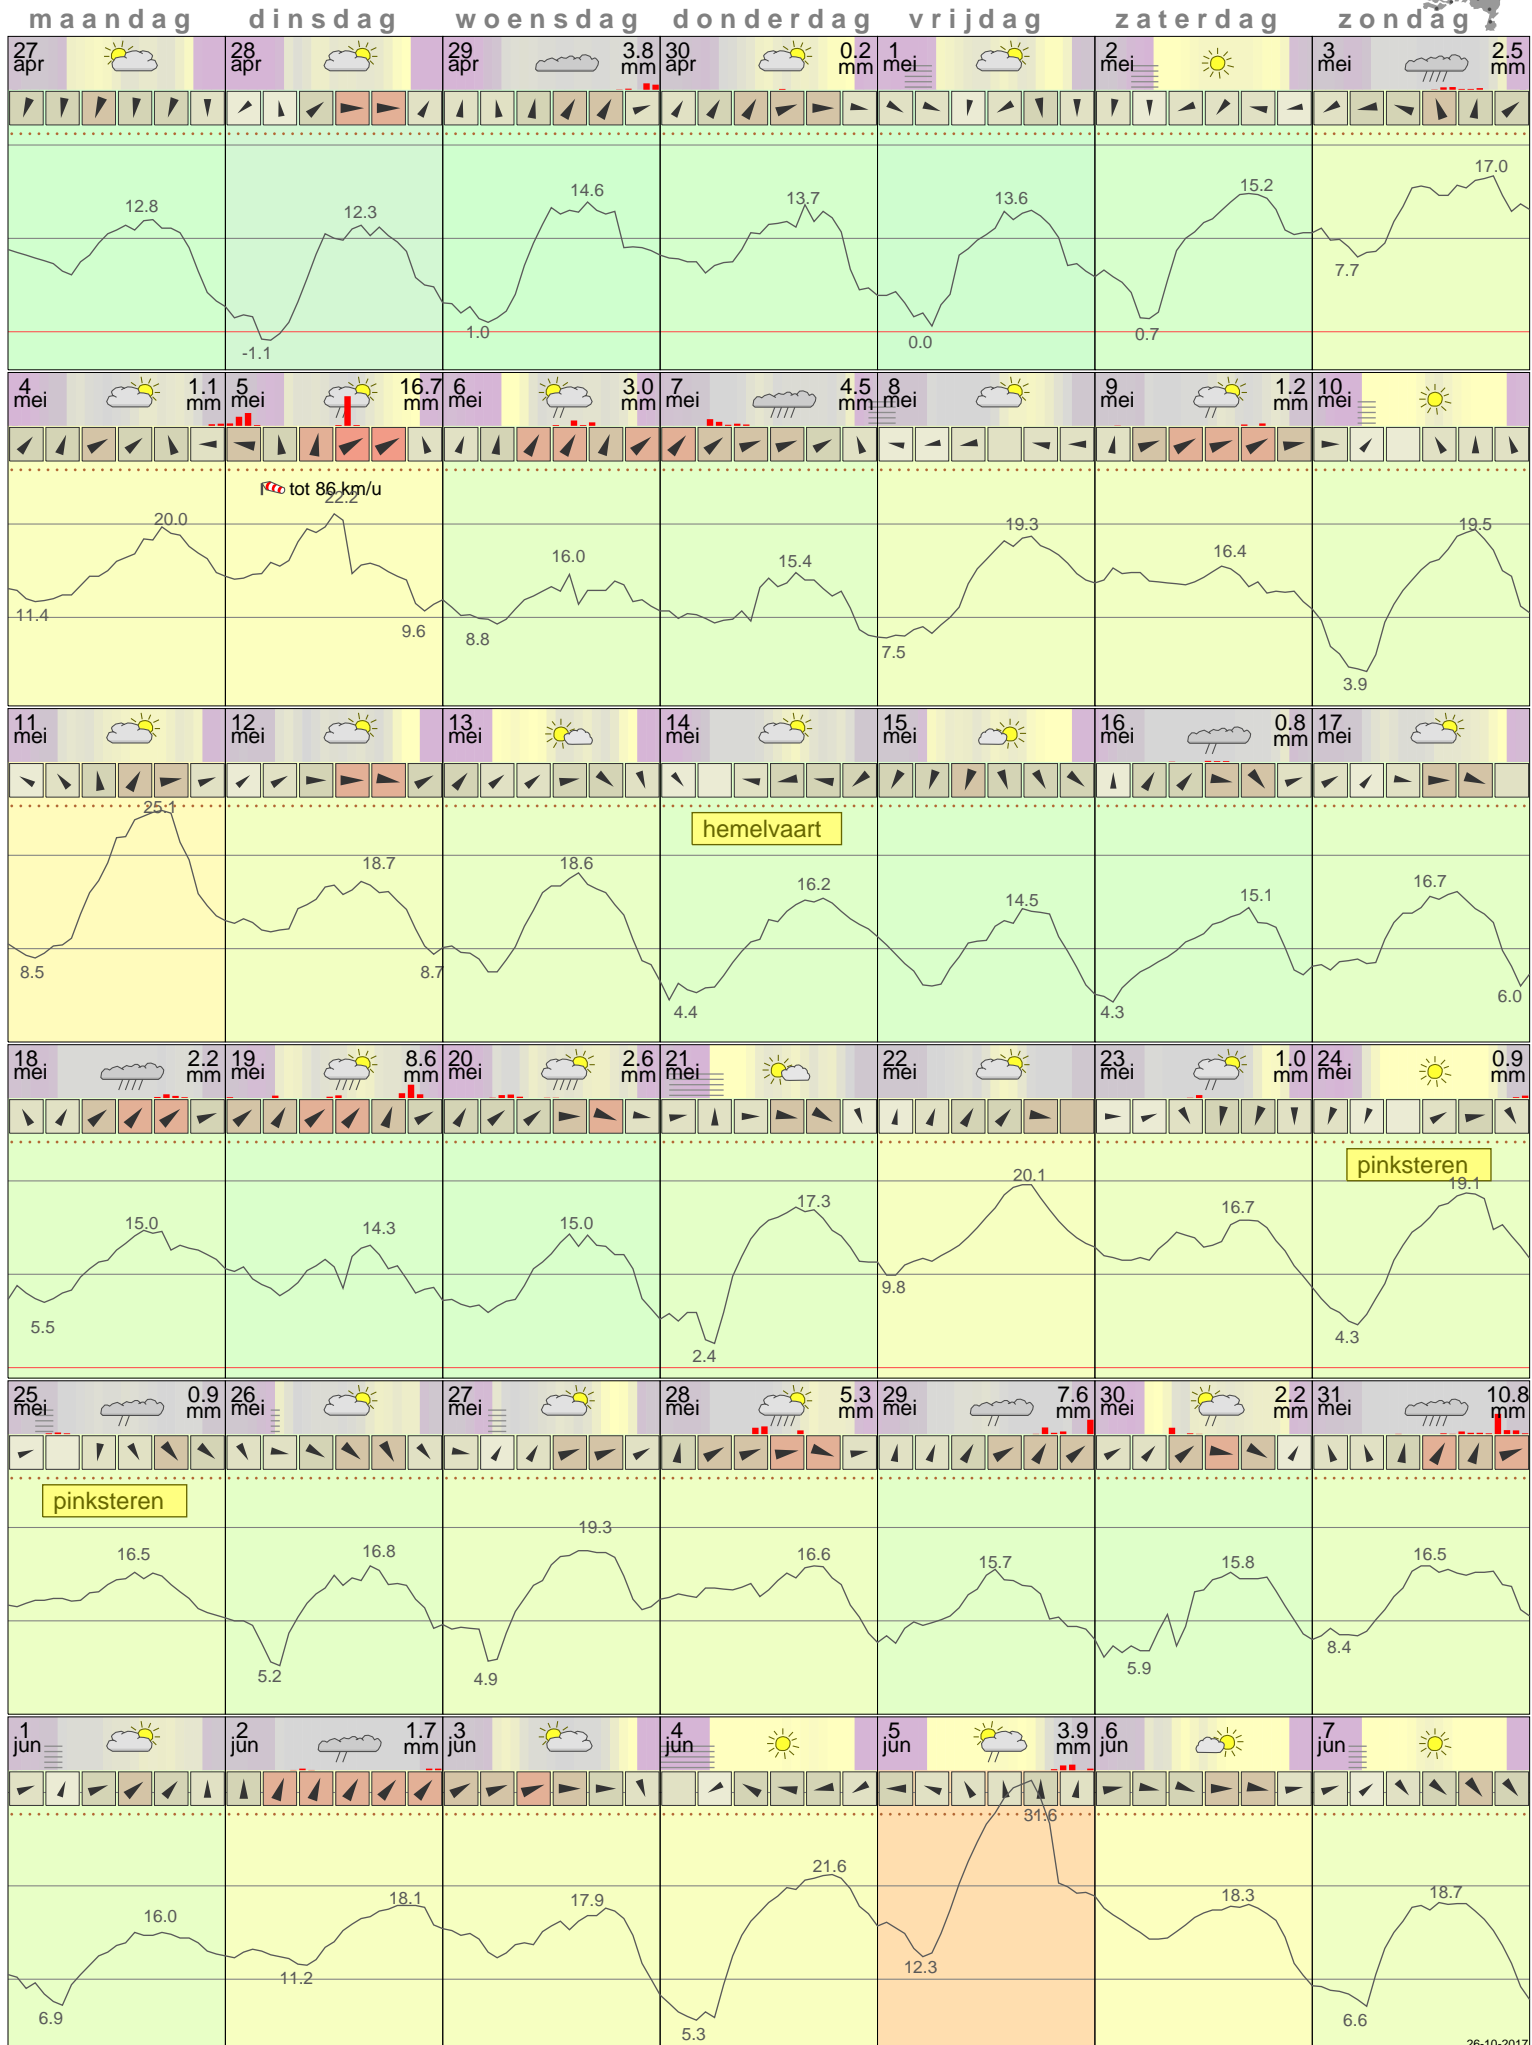 maandag dinsdag woensdag donderdag vrijdag zaterdag zondag
27 28 29 3.8 30 0.2 1 2 3 2.5
apr apr apr mm apr mm mei mei mei mm
12.8 12.3 14.6 13.7 13.6 15.2 17.0
-1.1 1.0 0.0 0.7 7.7
4 1.1 5 16.7 6 3.0 7 4.5 8 9 1.2 10
mei mm mei mm mei mm mei mm mei mei mm mei
tot 86 km/u
20.0 22.2 16.0 15.4 19.3 16.4 19.5
11.4 9.6 8.8 7.5 3.9
11 12 13 14 15 16 0.8 17
mei mei mei mei mei mei mm mei
25.1 18.7 18.6 16.2 14.5 15.1 16.7
hemelvaart
8.5 8.7 4.4 4.3 6.0
18 2.2 19 8.6 20 2.6 21 22 23 1.0 24 0.9
mei mm mei mm mei mm mei mei mei mm mei mm
pinksteren
15.0 14.3 15.0 17.3 20.1 16.7 19.1
5.5 2.4 9.8 4.3
25 0.9 26 27 28 5.3 29 7.6 30 2.2 31 10.8
mei mm mei mei mei mm mei mm mei mm mei mm
pinksteren
16.5 16.8 19.3 16.6 15.7 15.8 16.5
5.2 4.9 5.9 8.4
1 2 1.7 3 4 5 3.9 6 7
jun jun mm jun jun jun mm jun jun
16.0 18.1 17.9 21.6 31.6 18.3 18.7
6.9 11.2 5.3 12.3 6.6
26-10-2017